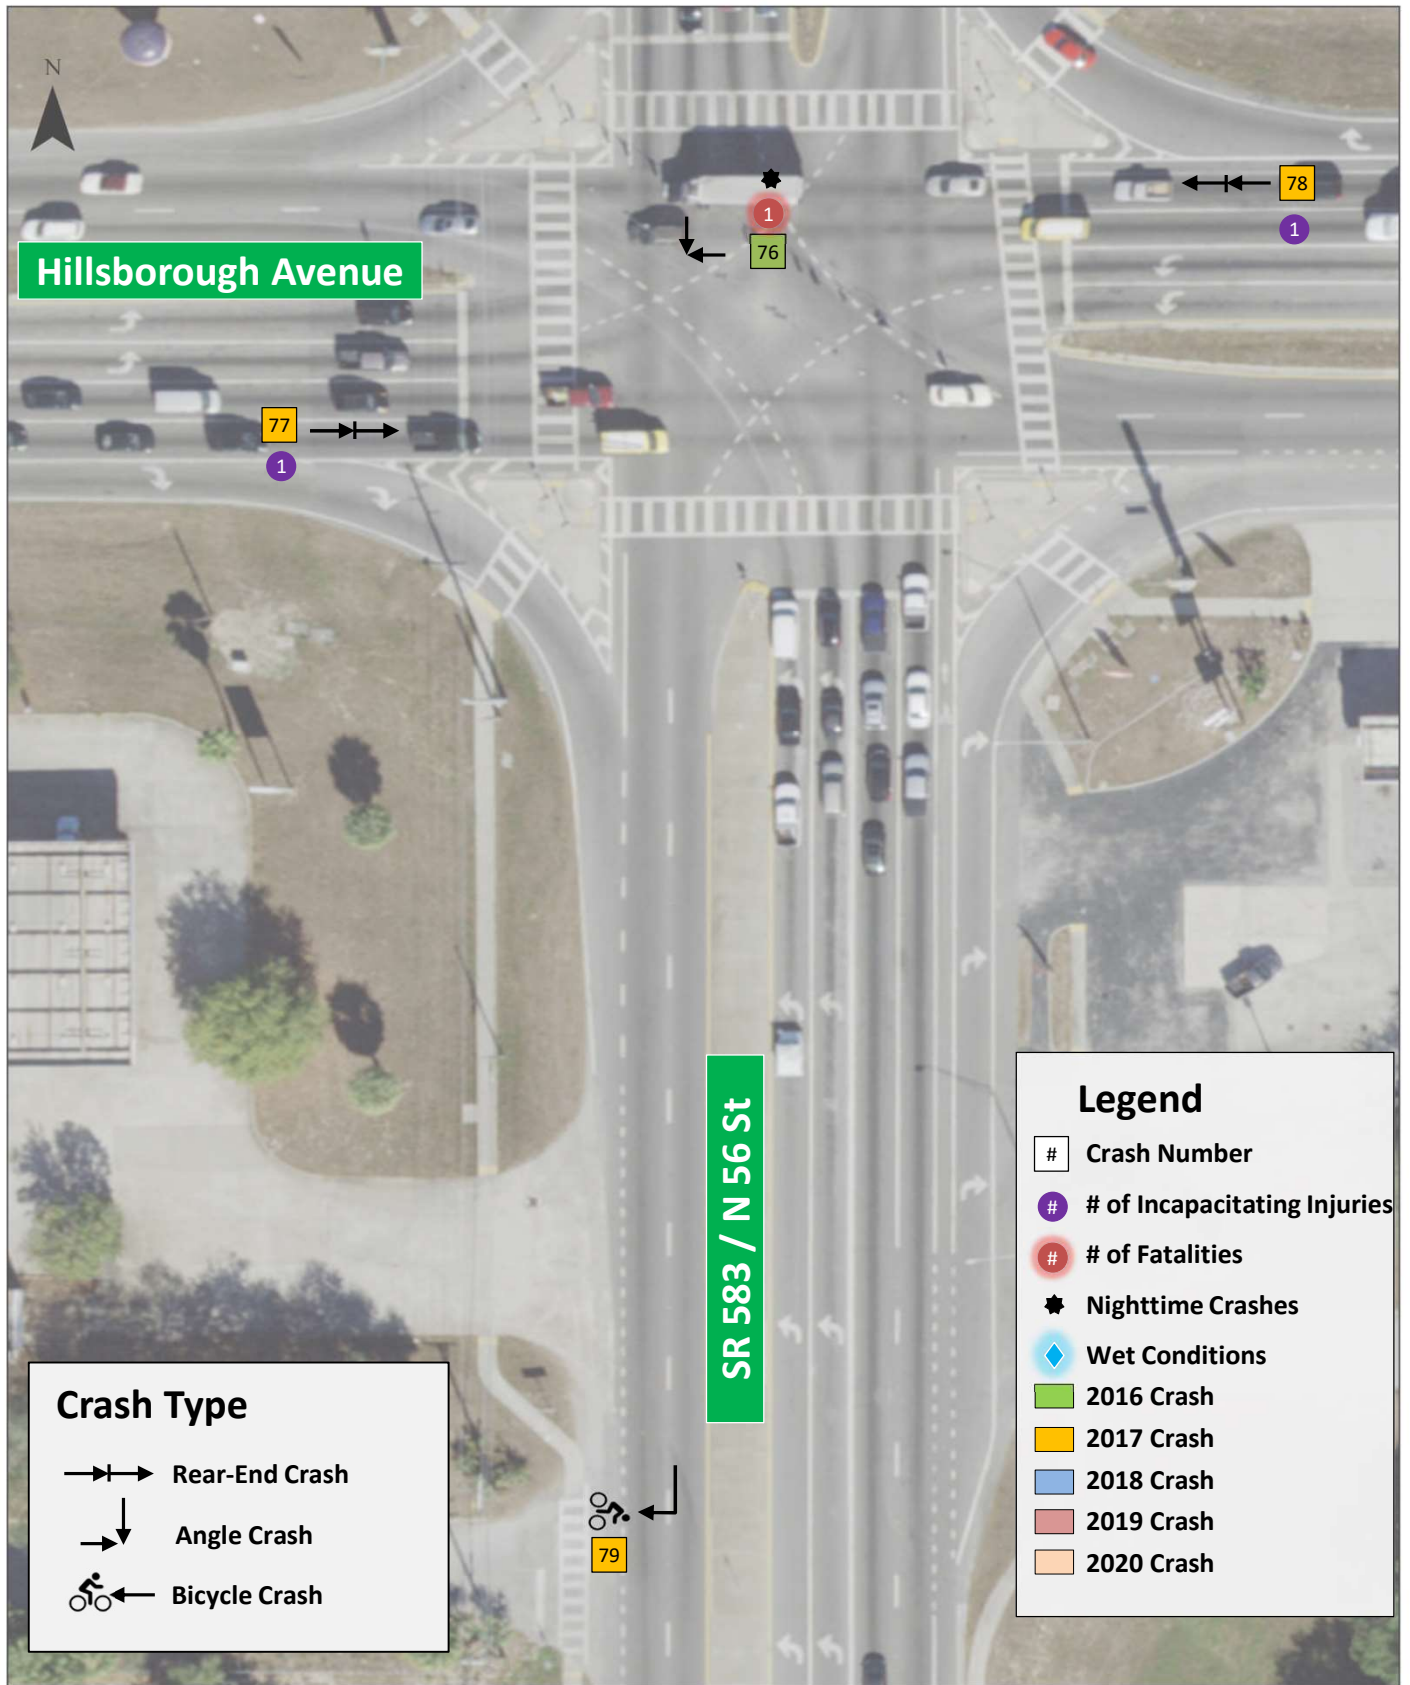 N
78
1
1
76
Hillsborough Avenue
77
1
SR 583 / N 56 St
Legend
# Crash Number
# # of Incapacitating Injuries
# # of Fatalities
Nighttime Crashes
Wet Conditions
2016 Crash
2017 Crash
2018 Crash
2019 Crash
2020 Crash
Crash Type
Rear-End Crash
Angle Crash
Bicycle Crash
79